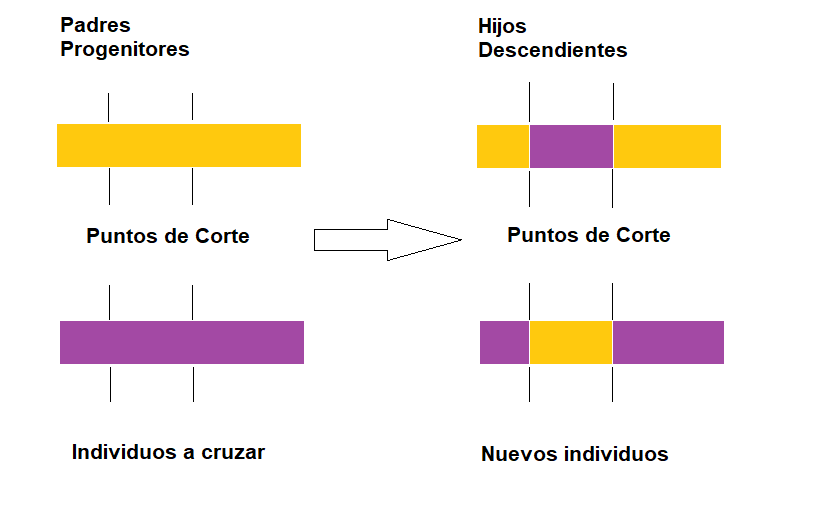 Padres
Progenitores
Hijos
Descendientes
Puntos de Corte
Puntos de Corte
Individuos a cruzar
Nuevos individuos